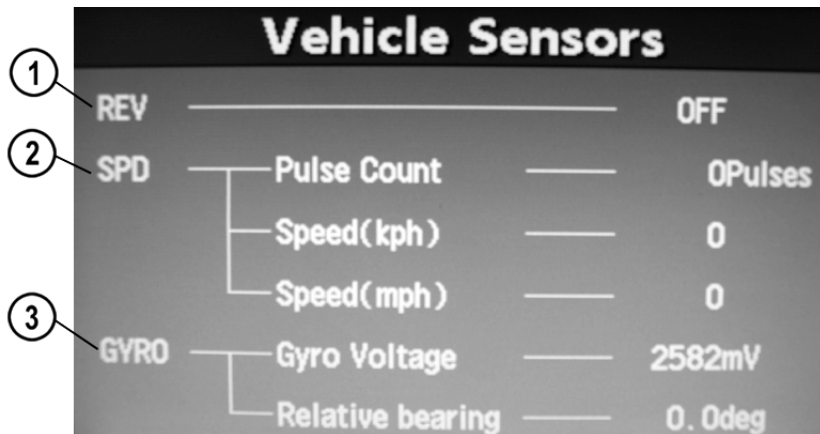 Vehicle Sensors
1 REV OFF
2 SPD Pulse Count 0Pulses
Speed(kph) 0
Speed(mph) 0
3 GYRO Gyro Voltage 2582mV
Relative bearing 0.0deg